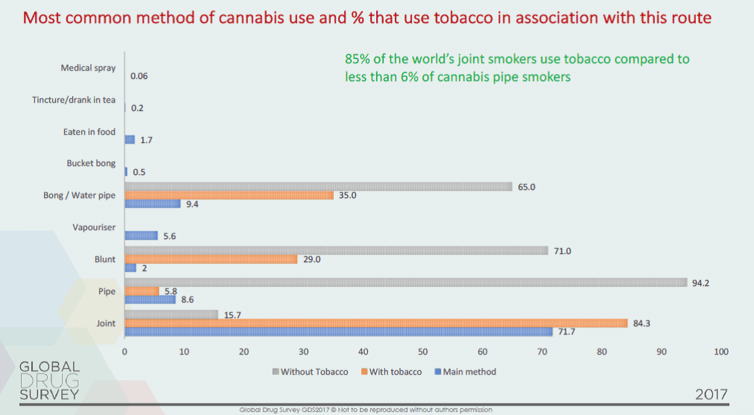 Most common method of cannabis use and % that use tobacco in association with this route
85% of the world's joint smokers use tobacco compared to
less than 6% of cannabis pipe smokers
Medical spray
0.06
Tincture/drank in tea
0.2
Eaten in food
1.7
Bucket bong
0.5
65.0
Bong / Water pipe
35.0
9.4
Vapouriser
5.6
71.0
Blunt
29.0
2
94.2
Pipe
5.8
8.6
15.7
Joint
84.3
71.7
0 10 20 30 40 50 60 70 80 90 100
Without Tobacco With tobacco Main method
GLOBAL
DRUG
SURVEY
2017
Global Drug Survey GDS2017 © Not to be reproduced without authors permission